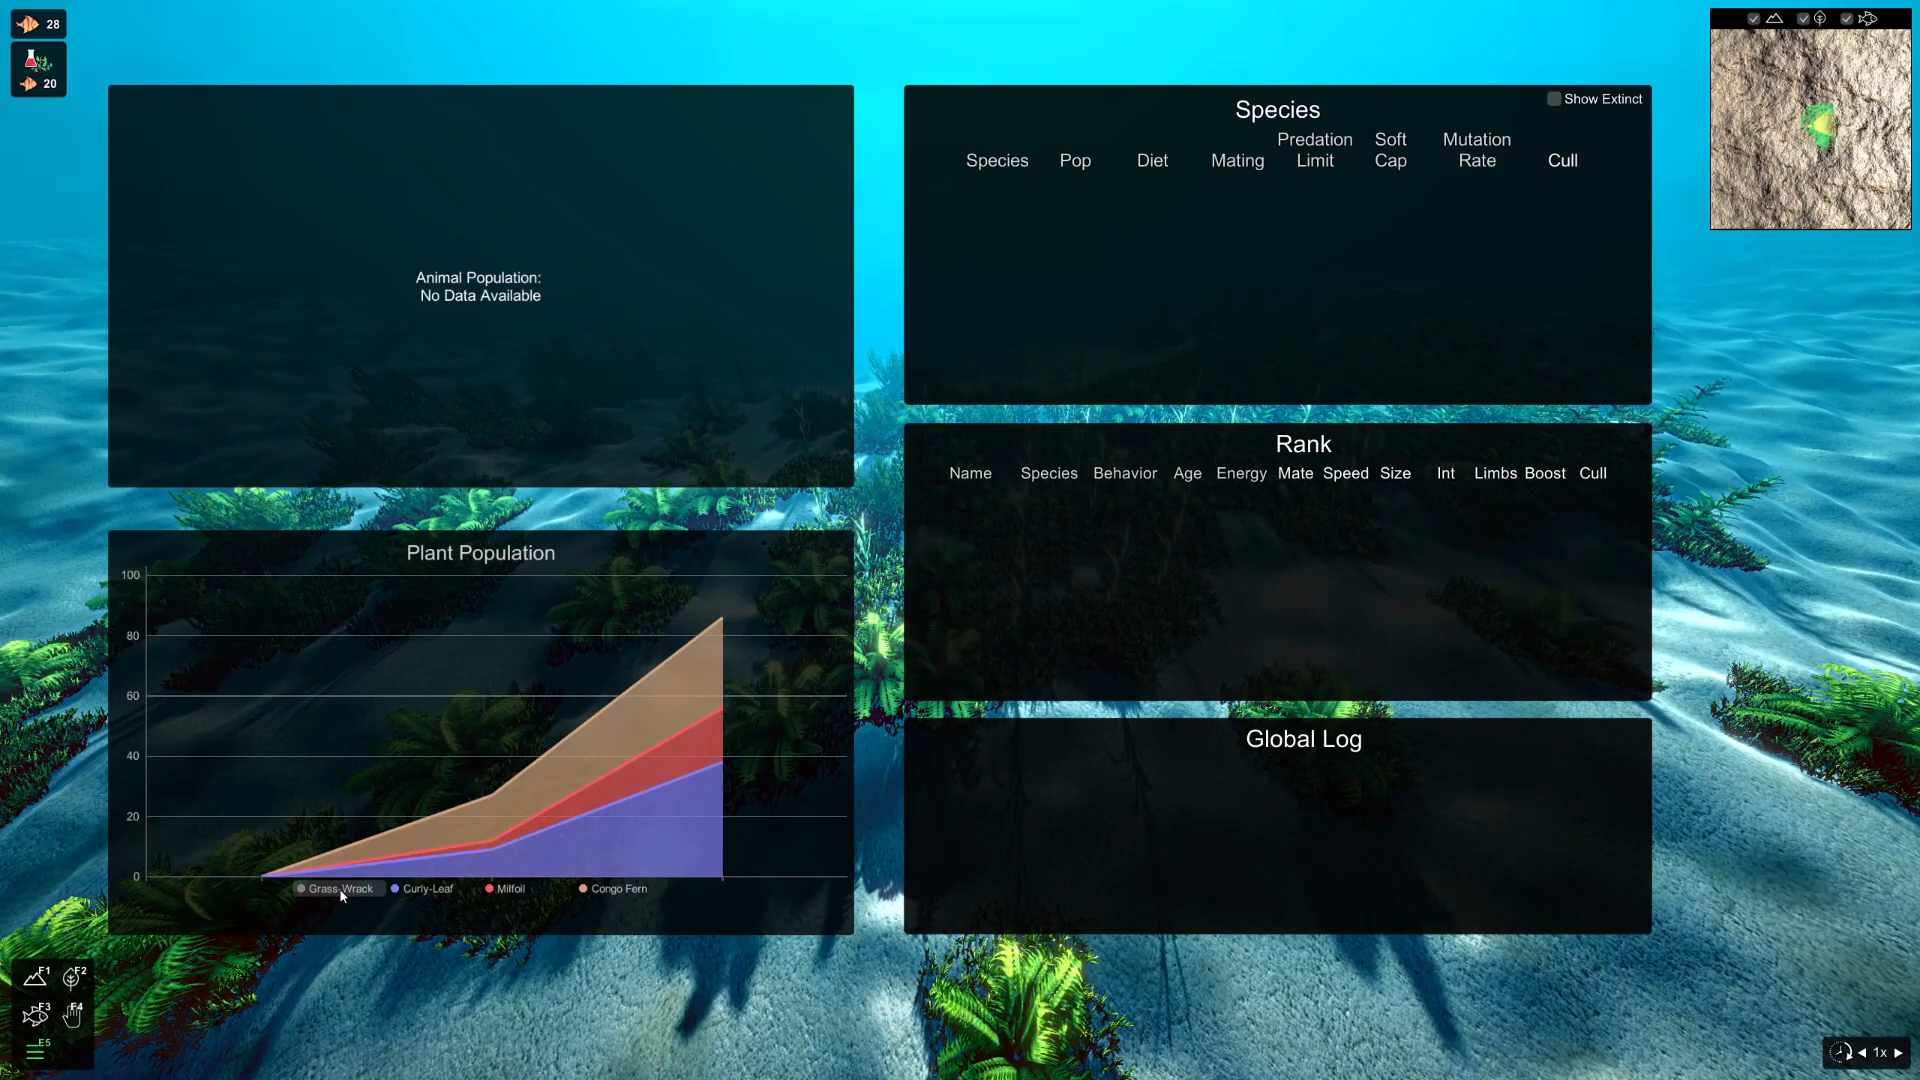 28
20
Animal Population:
No Data Available
Species
Show Extinct
Species Pop Diet Mating Predation Limit Soft Cap Mutation Rate Cull
Rank
Name Species Behavior Age Energy Mate Speed Size Int Limbs Boost Cull
Plant Population
100
80
60
40
20
0
Grass-Wrack Curly-Leaf Milfoil Congo Fern
Global Log
F1 F2
F3 F4
F5
1x